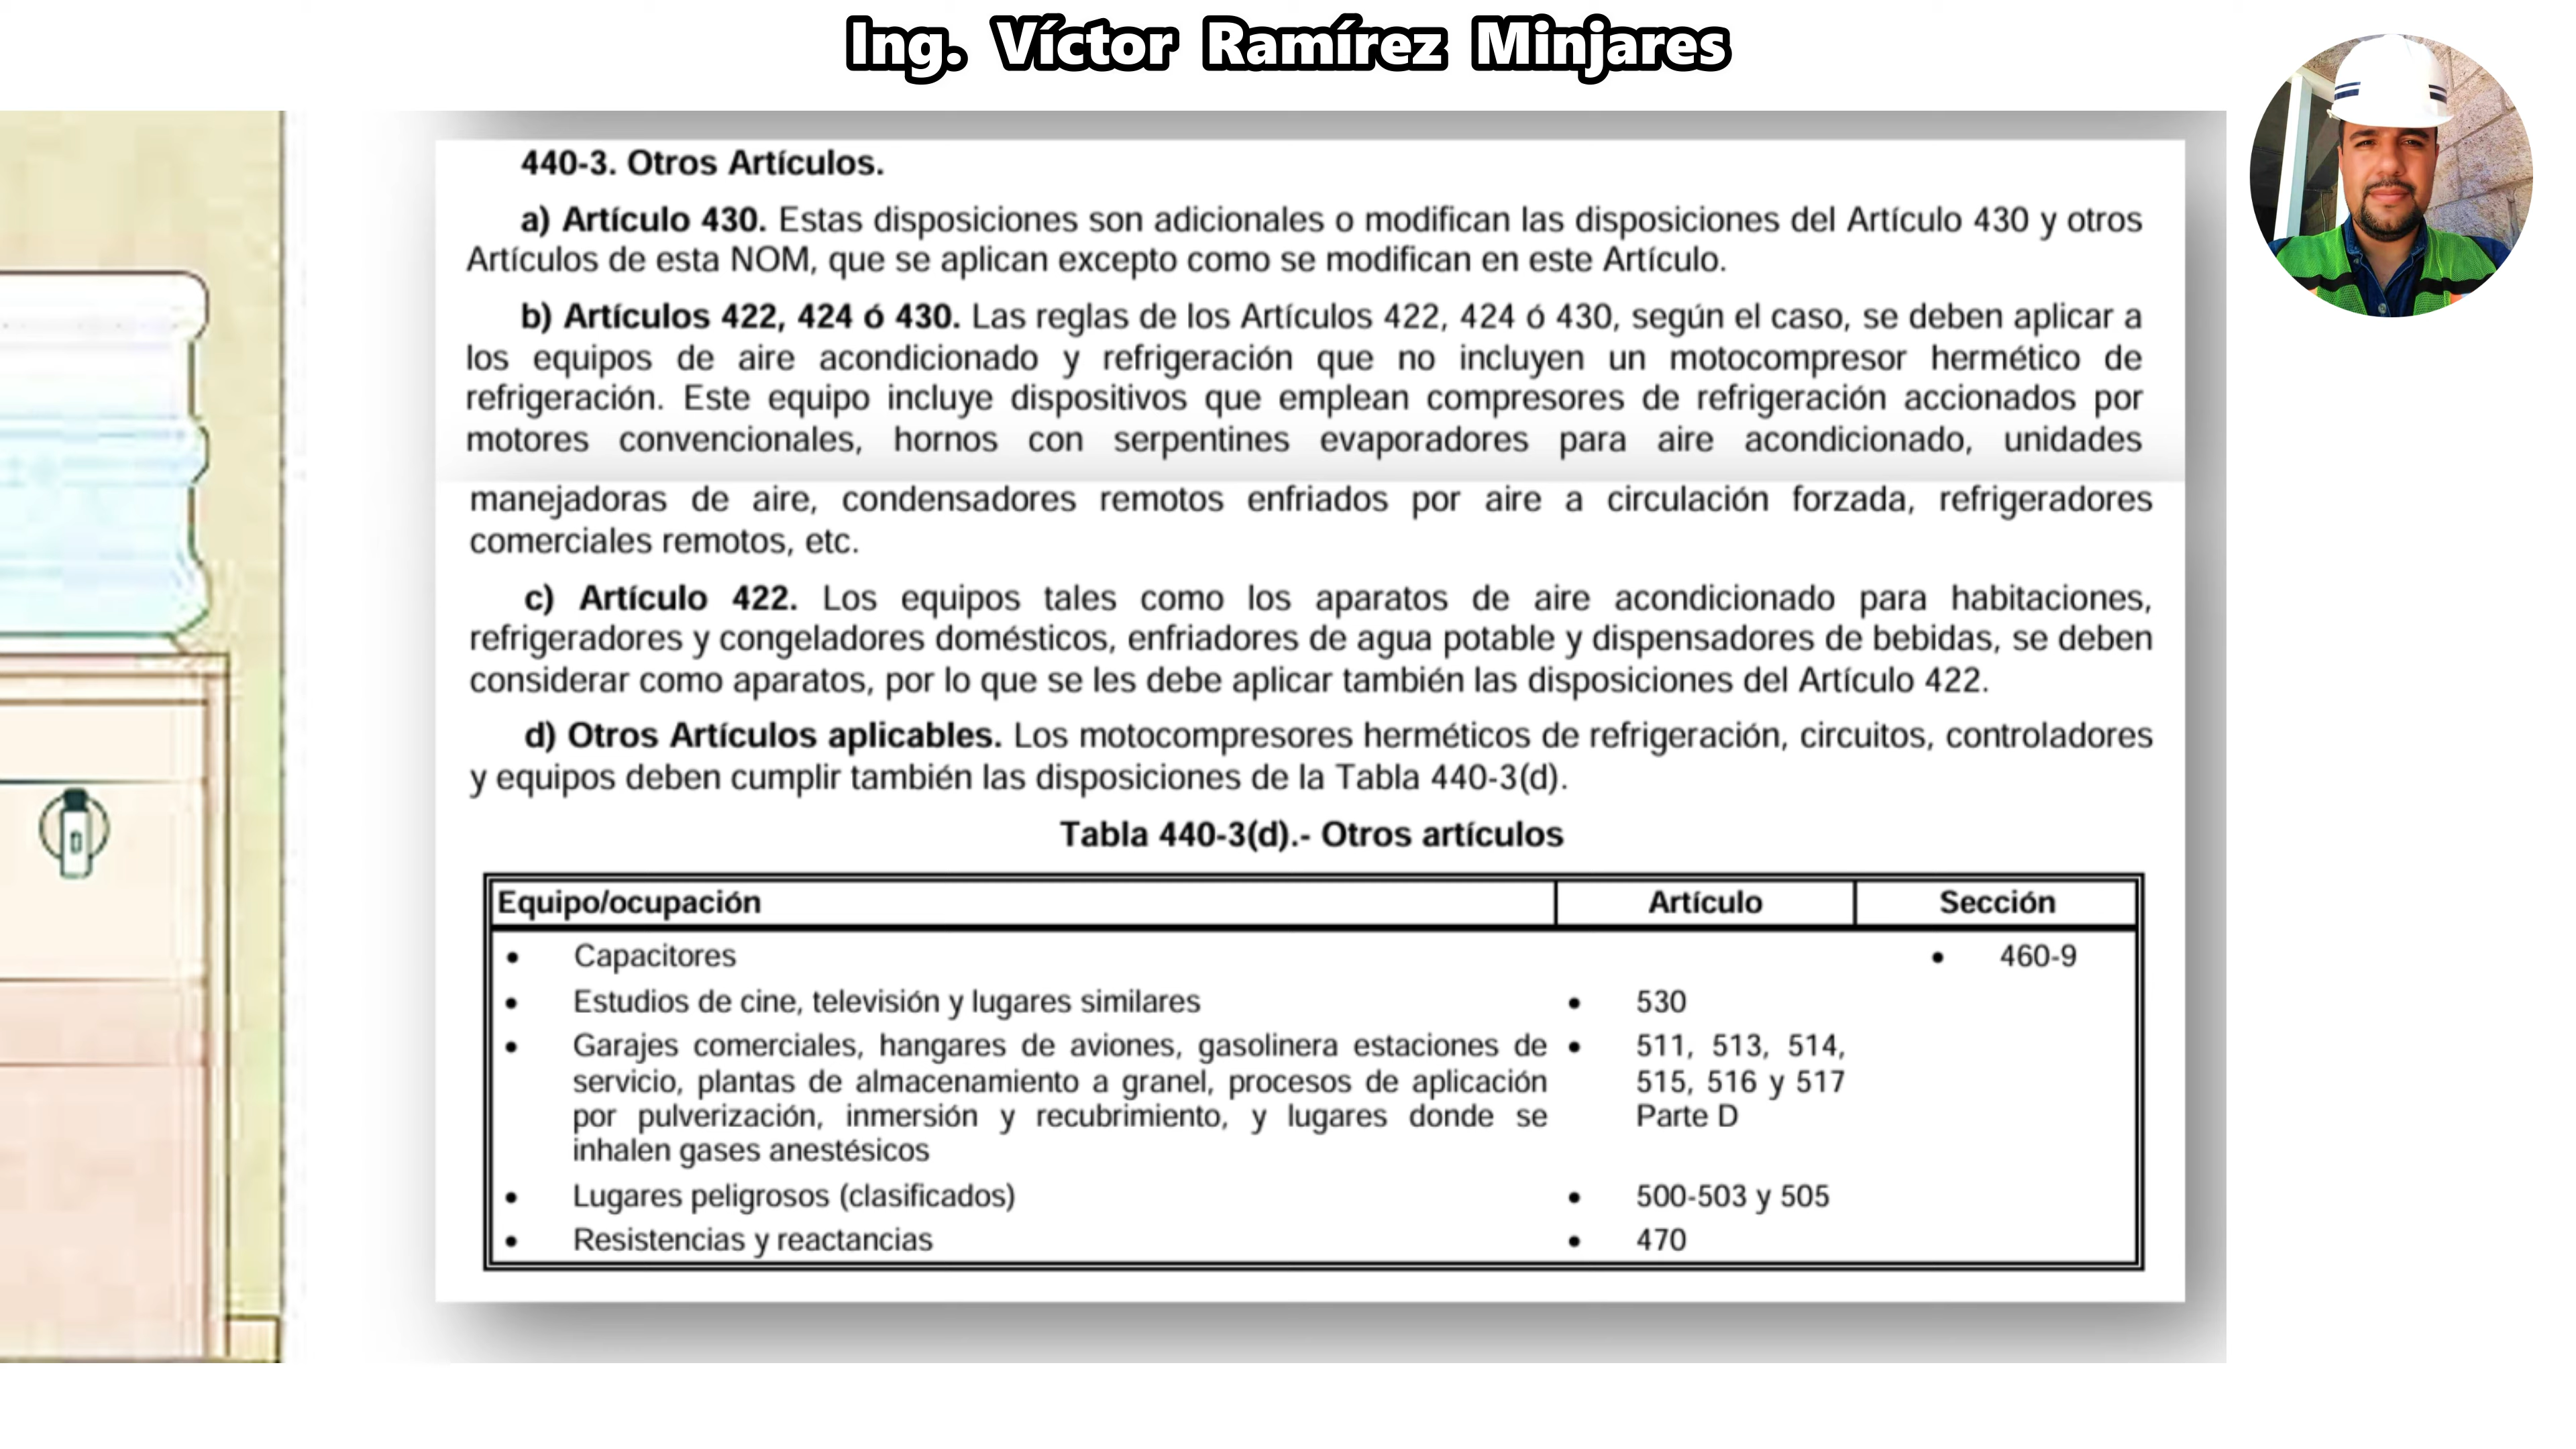 Ing. Víctor Ramírez Minjares
440-3. Otros Artículos.
a) Artículo 430. Estas disposiciones son adicionales o modifican las disposiciones del Artículo 430 y otros
Artículos de esta NOM, que se aplican excepto como se modifican en este Artículo.
b) Artículos 422, 424 ó 430. Las reglas de los Artículos 422, 424 ó 430, según el caso, se deben aplicar a
los equipos de aire acondicionado y refrigeración que no incluyen un motocompresor hermético de
refrigeración. Este equipo incluye dispositivos que emplean compresores de refrigeración accionados por
motores convencionales, hornos con serpentines evaporadores para aire acondicionado, unidades
manejadoras de aire, condensadores remotos enfriados por aire a circulación forzada, refrigeradores
comerciales remotos, etc.
c) Artículo 422. Los equipos tales como los aparatos de aire acondicionado para habitaciones,
refrigeradores y congeladores domésticos, enfriadores de agua potable y dispensadores de bebidas, se deben
considerar como aparatos, por lo que se les debe aplicar también las disposiciones del Artículo 422.
d) Otros Artículos aplicables. Los motocompresores herméticos de refrigeración, circuitos, controladores
y equipos deben cumplir también las disposiciones de la Tabla 440-3(d).
Tabla 440-3(d).- Otros artículos
Equipo/ocupación Artículo Sección
• Capacitores • 460-9
• Estudios de cine, televisión y lugares similares • 530
• Garajes comerciales, hangares de aviones, gasolinera estaciones de • 511, 513, 514,
servicio, plantas de almacenamiento a granel, procesos de aplicación 515, 516 y 517
por pulverización, inmersión y recubrimiento, y lugares donde se Parte D
inhalen gases anestésicos
• Lugares peligrosos (clasificados) • 500-503 y 505
• Resistencias y reactancias • 470